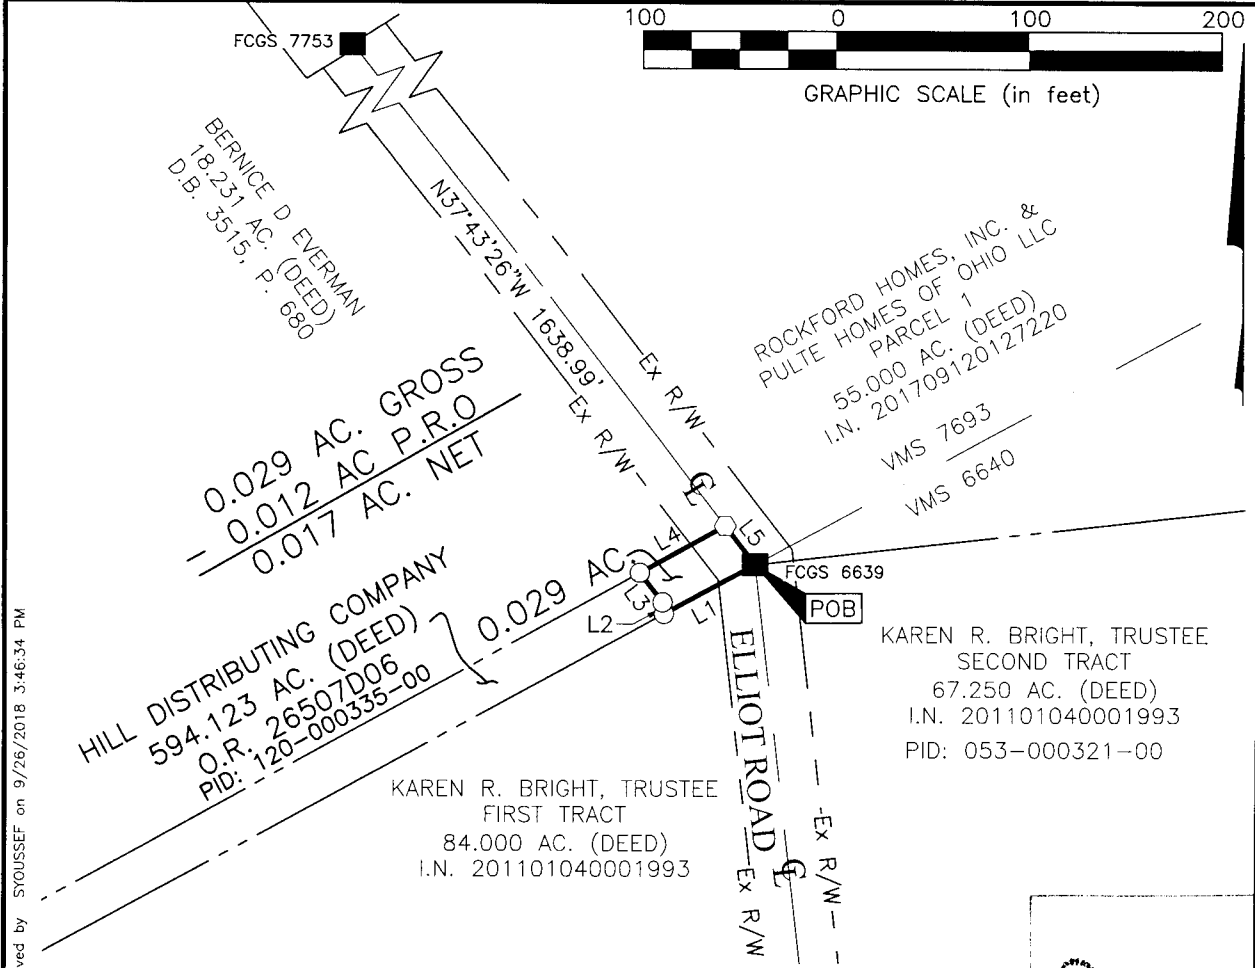 100 0 100 200
GRAPHIC SCALE (in feet)
FCGS 7753
BERNICE D EVERMAN
18.231 AC. (DEED)
D.B. 3515, P. 680
N37°43'26"W 1638.99'
Ex R/W
Ex R/W
ROCKFORD HOMES, INC. &
PULTE HOMES OF OHIO LLC
PARCEL 1
55.000 AC. (DEED)
I.N. 201709120127220
VMS 7693
VMS 6640
0.029 AC. GROSS
- 0.012 AC P.R.O
0.017 AC. NET
HILL DISTRIBUTING COMPANY
594.123 AC. (DEED)
O.R. 26507D06
PID: 120-000335-00
0.029 AC.
L4
L5
L3
L2
L1
FCGS 6639
POB
KAREN R. BRIGHT, TRUSTEE
SECOND TRACT
67.250 AC. (DEED)
I.N. 201101040001993
PID: 053-000321-00
KAREN R. BRIGHT, TRUSTEE
FIRST TRACT
84.000 AC. (DEED)
I.N. 201101040001993
ELLIOT ROAD
Ex R/W
Ex R/W
ved by SYOUSSEF on 9/26/2018 3:46:34 PM